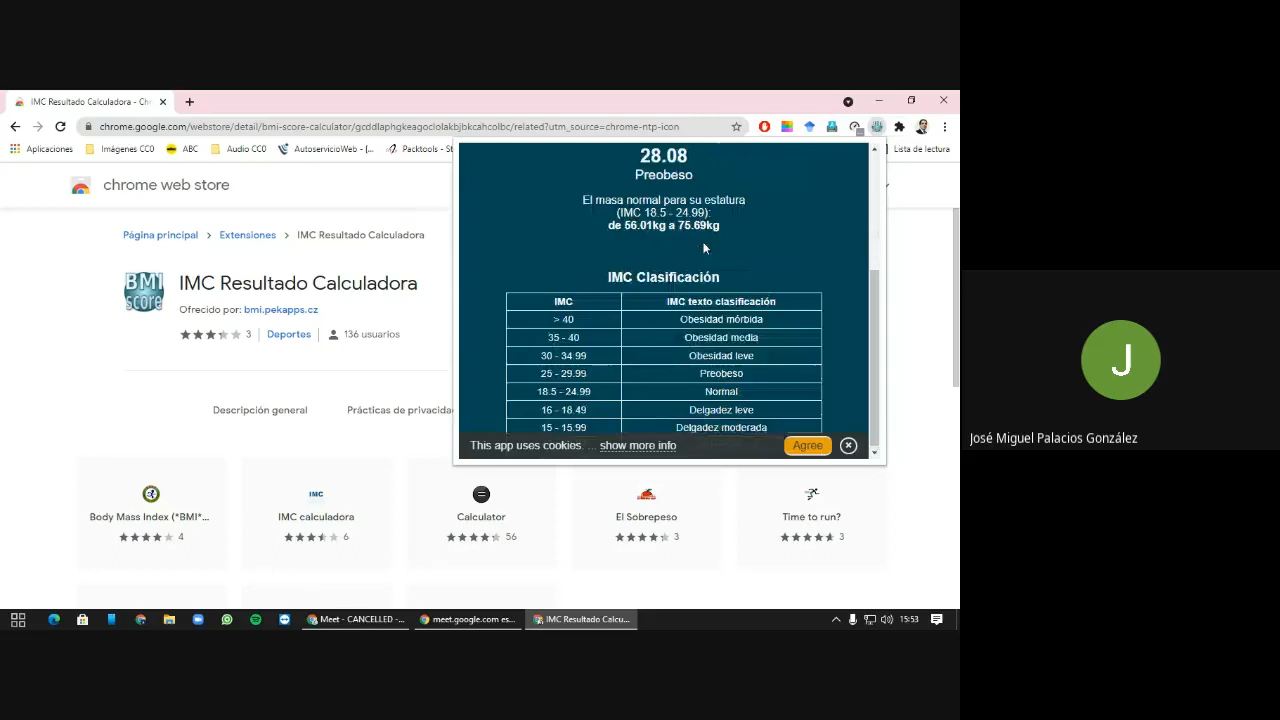 IMC Resultado Calculadora - Chr
chrome.google.com/webstore/detail/bmi-score-calculator/gcddlaphgkeagoclolakbjbkcahcolbc/related?utm_source=chrome-ntp-icon
Aplicaciones
Imágenes CC0
ABC
Audio CC0
AutoservicioWeb - [...
Packtools - S
Lista de lectura
chrome web store
Página principal
Extensiones
IMC Resultado Calculadora
BMI
score
IMC Resultado Calculadora
Ofrecido por: bmi.pekapps.cz
3
Deportes
136 usuarios
Descripción general
Prácticas de privacidad
28.08
Preobeso
El masa normal para su estatura
(IMC 18.5 - 24.99):
de 56.01kg a 75.69kg
IMC Clasificación
IMC IMC texto clasificación
> 40 Obesidad mórbida
35 - 40 Obesidad media
30 - 34.99 Obesidad leve
25 - 29.99 Preobeso
18.5 - 24.99 Normal
16 - 18.49 Delgadez leve
15 - 15.99 Delgadez moderada
This app uses cookies. ... show more info
Agree
IMC
Body Mass Index (*BMI*...
4
IMC calculadora
6
Calculator
56
El Sobrepeso
3
Time to run?
3
Meet - CANCELLED -...
meet.google.com es...
IMC Resultado Calcu...
15:53
J
José Miguel Palacios González